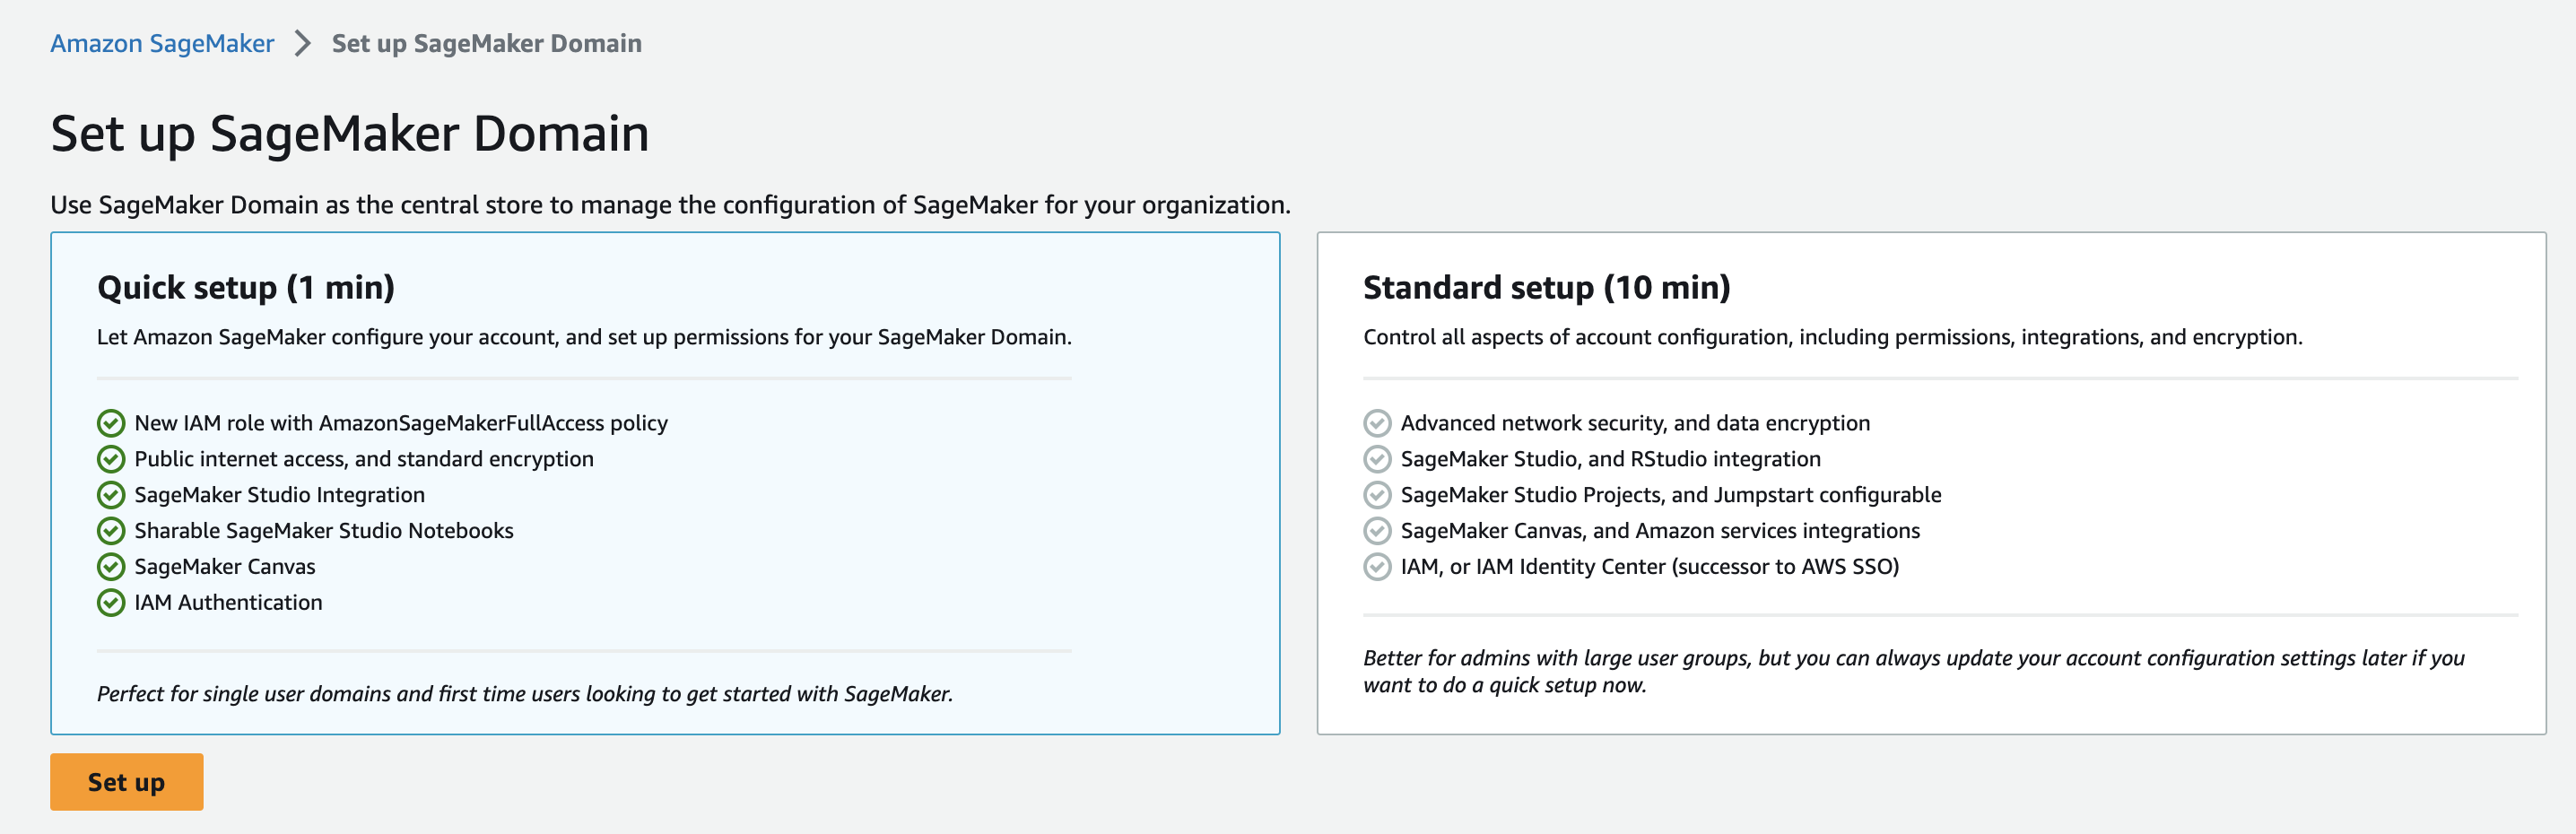 Amazon SageMaker > Set up SageMaker Domain
Set up SageMaker Domain
Use SageMaker Domain as the central store to manage the configuration of SageMaker for your organization.
Quick setup (1 min)
Let Amazon SageMaker configure your account, and set up permissions for your SageMaker Domain.
New IAM role with AmazonSageMakerFullAccess policy
Public internet access, and standard encryption
SageMaker Studio Integration
Sharable SageMaker Studio Notebooks
SageMaker Canvas
IAM Authentication
Perfect for single user domains and first time users looking to get started with SageMaker.
Standard setup (10 min)
Control all aspects of account configuration, including permissions, integrations, and encryption.
Advanced network security, and data encryption
SageMaker Studio, and RStudio integration
SageMaker Studio Projects, and Jumpstart configurable
SageMaker Canvas, and Amazon services integrations
IAM, or IAM Identity Center (successor to AWS SSO)
Better for admins with large user groups, but you can always update your account configuration settings later if you
want to do a quick setup now.
Set up